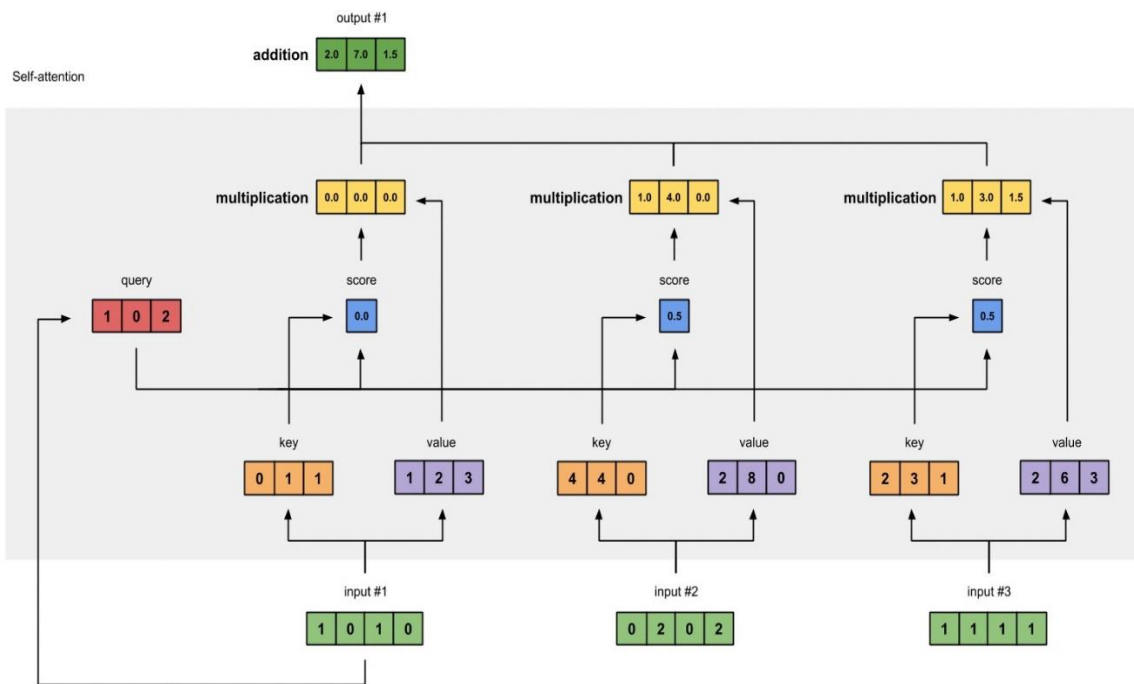 output #1
addition 2.0 7.0 1.5
Self-attention
multiplication 0.0 0.0 0.0 multiplication 1.0 4.0 0.0 multiplication 1.0 3.0 1.5
query score score score
1 0 2 0.0 0.5 0.5
key value key value key value
0 1 1 1 2 3 4 4 0 2 8 0 2 3 1 2 6 3
input #1 input #2 input #3
1 0 1 0 0 2 0 2 1 1 1 1